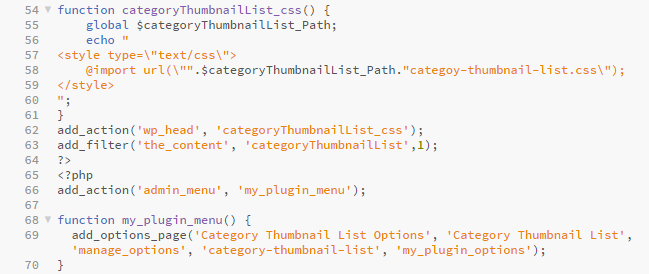 54 function categoryThumbnailList_css() {
55 global $categoryThumbnailList_Path;
56 echo "
57 <style type=\"text/css\">
58 @import url(\"".$categoryThumbnailList_Path."categoy-thumbnail-list.css\");
59 </style>
60 ";
61 }
62 add_action('wp_head', 'categoryThumbnailList_css');
63 add_filter('the_content', 'categoryThumbnailList',1);
64 ?>
65 <?php
66 add_action('admin_menu', 'my_plugin_menu');
67
68 function my_plugin_menu() {
69 add_options_page('Category Thumbnail List Options', 'Category Thumbnail List',
'manage_options', 'category-thumbnail-list', 'my_plugin_options');
70 }